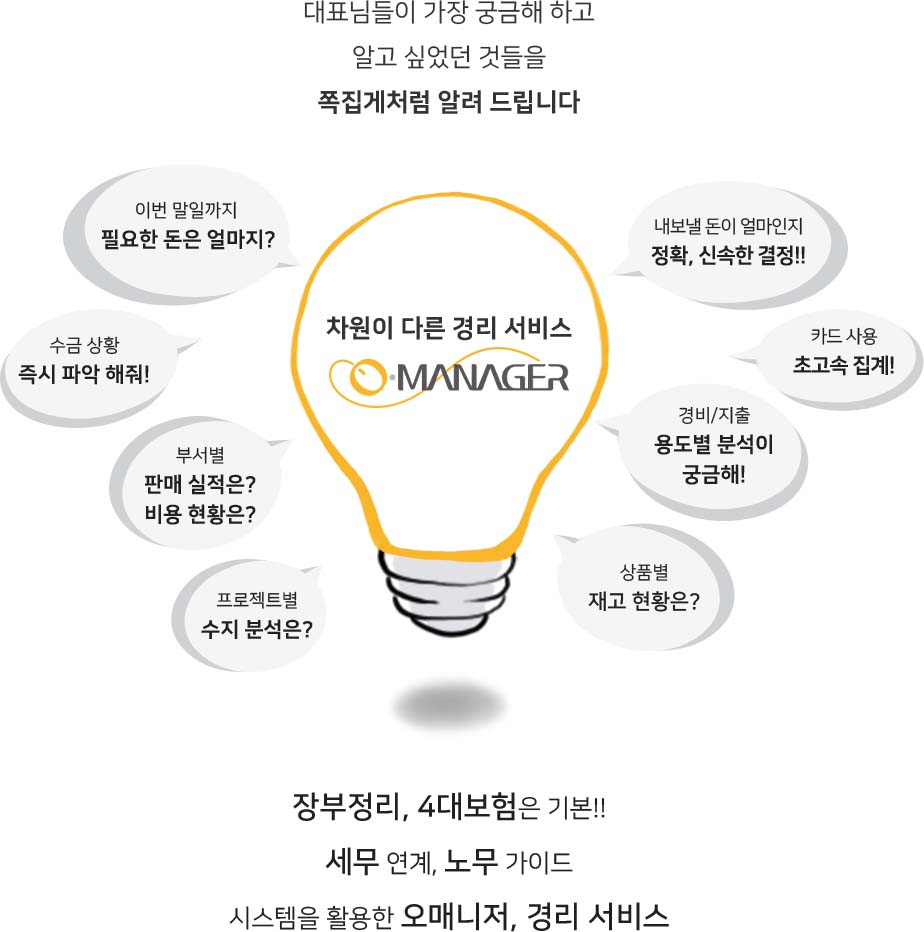 대표님들이 가장 궁금해 하고
알고 싶었던 것들을
쪽집게처럼 알려 드립니다
이번 말일까지
필요한 돈은 얼마지?
내보낼 돈이 얼마인지
정확, 신속한 결정!!
수금 상황
즉시 파악 해줘!
차원이 다른 경리 서비스
O·MANAGER
카드 사용
초고속 집계!
부서별
판매 실적은?
비용 현황은?
경비/지출
용도별 분석이
궁금해!
프로젝트별
수지 분석은?
상품별
재고 현황은?
장부정리, 4대보험은 기본!!
세무 연계, 노무 가이드
시스템을 활용한 오매니저, 경리 서비스